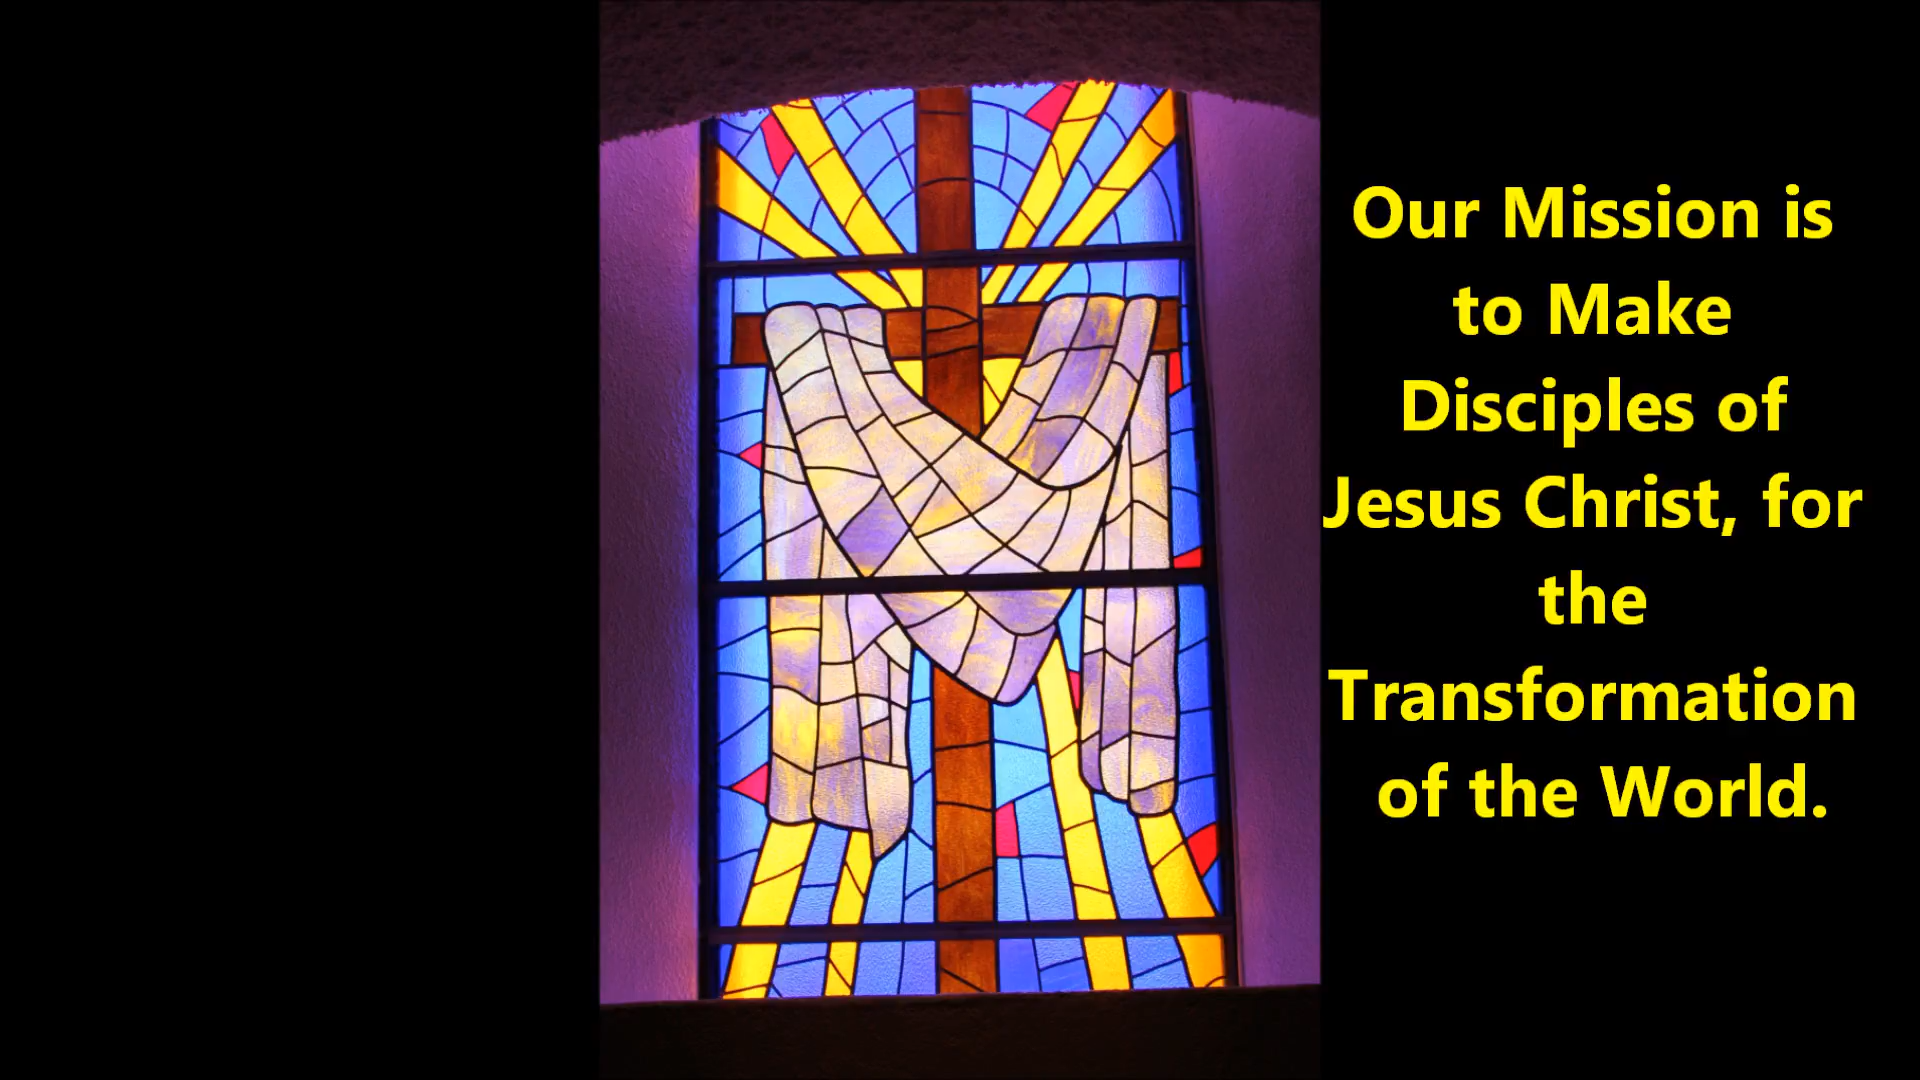 Our Mission is
to Make
Disciples of
Jesus Christ, for
the
Transformation
of the World.